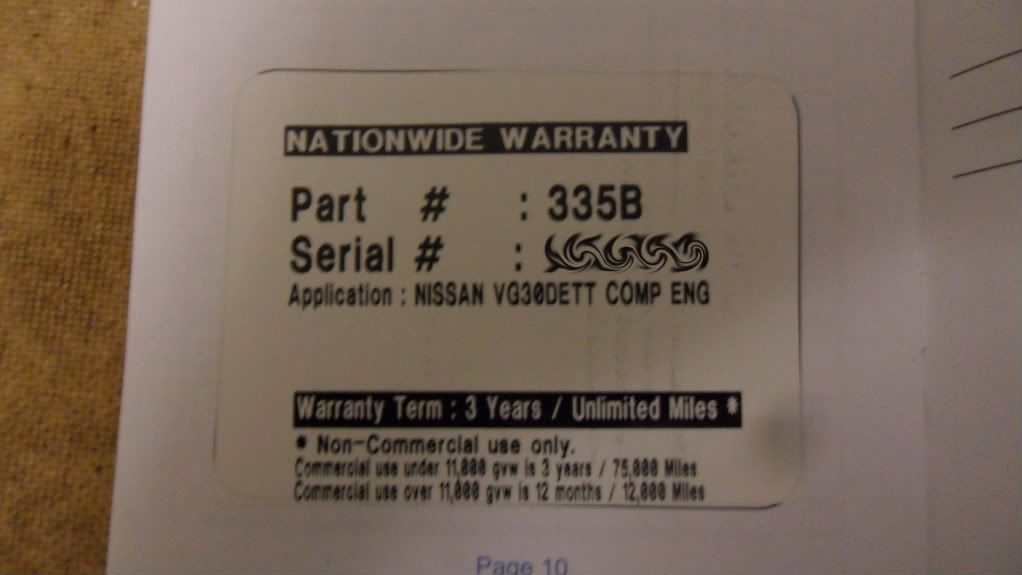 NATIONWIDE WARRANTY
Part # : 335B
Serial # :
Application : NISSAN VG30DETT COMP ENG
Warranty Term : 3 Years / Unlimited Miles *
* Non-Commercial use only.
Commercial use under 11,000 gvw is 3 years / 75,000 Miles
Commercial use over 11,000 gvw is 12 months / 12,000 Miles
Page 10